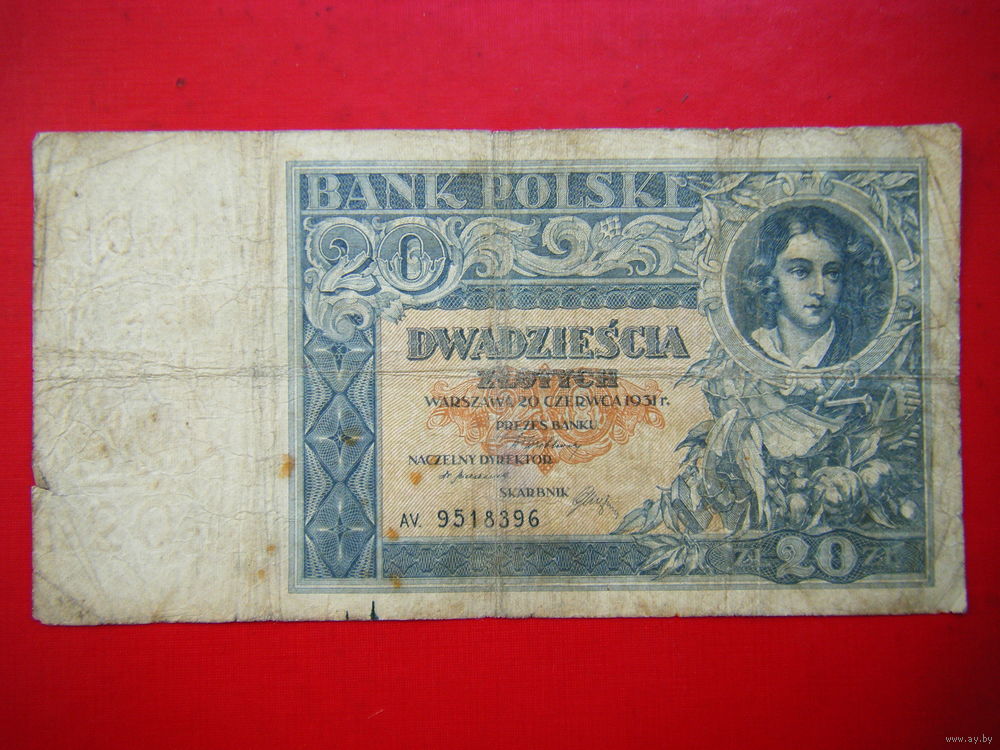 BANK POLSKI
20
DWADZIEŚCIA
ZŁOTYCH
WARSZAWA 20 CZERWCA 1931 r.
PREZES BANKU
NACZELNY DYREKTOR
SKARBNIK
AV. 9518396
ZŁ 20 ZŁ
www.ay.by